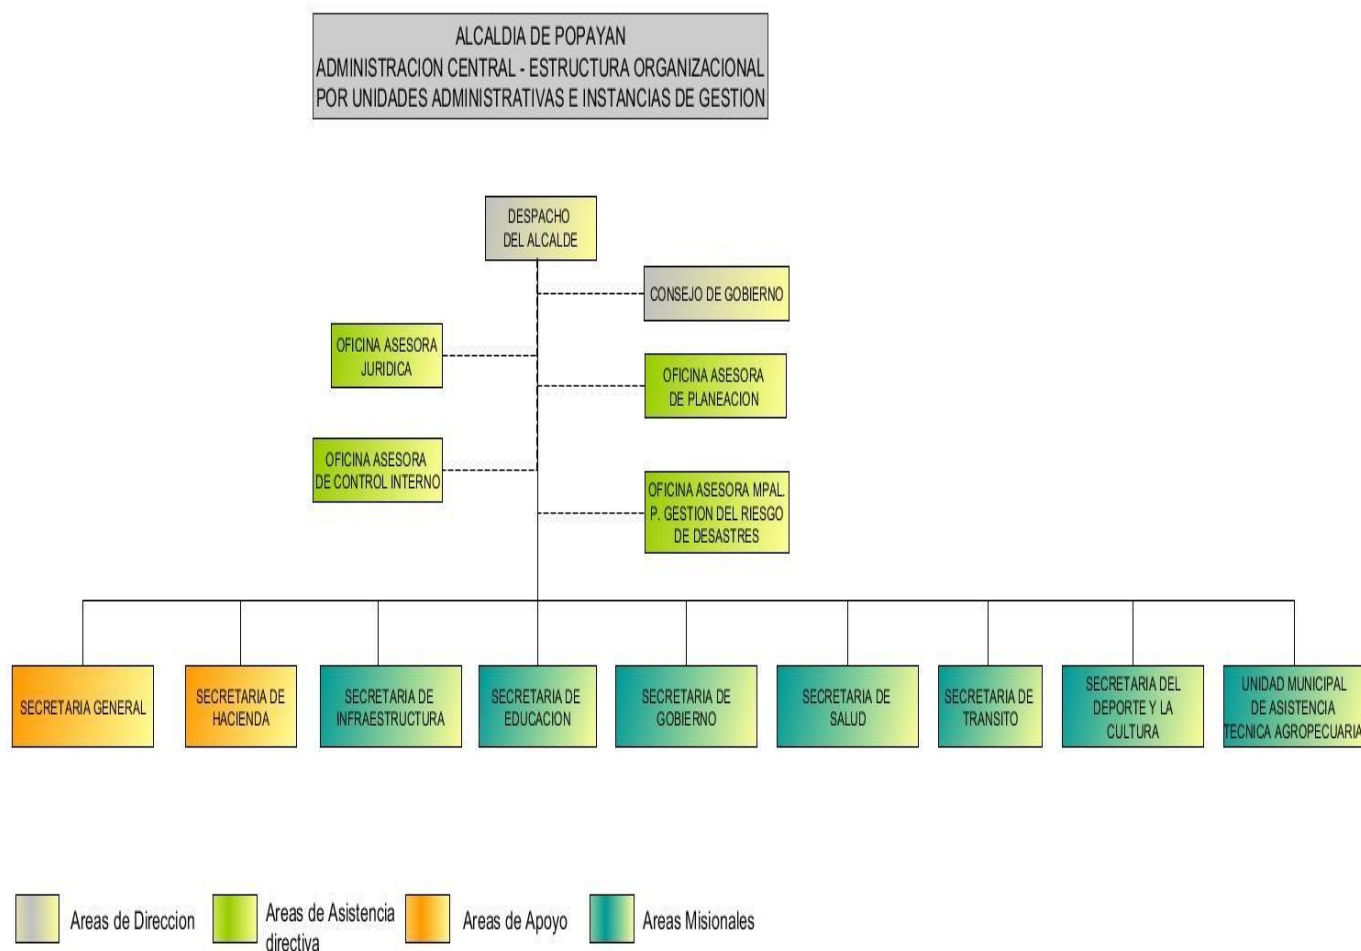 ALCALDIA DE POPAYAN
ADMINISTRACION CENTRAL - ESTRUCTURA ORGANIZACIONAL
POR UNIDADES ADMINISTRATIVAS E INSTANCIAS DE GESTION
DESPACHO
DEL ALCALDE
CONSEJO DE GOBIERNO
OFICINA ASESORA
JURIDICA
OFICINA ASESORA
DE PLANEACION
OFICINA ASESORA
DE CONTROL INTERNO
OFICINA ASESORA MPAL.
P. GESTION DEL RIESGO
DE DESASTRES
SECRETARIA GENERAL
SECRETARIA DE
HACIENDA
SECRETARIA DE
INFRAESTRUCTURA
SECRETARIA DE
EDUCACION
SECRETARIA DE
GOBIERNO
SECRETARIA DE
SALUD
SECRETARIA DE
TRANSITO
SECRETARIA DEL
DEPORTE Y LA
CULTURA
UNIDAD MUNICIPAL
DE ASISTENCIA
TECNICA AGROPECUARIA
Areas de Direccion
Areas de Asistencia
directiva
Areas de Apoyo
Areas Misionales